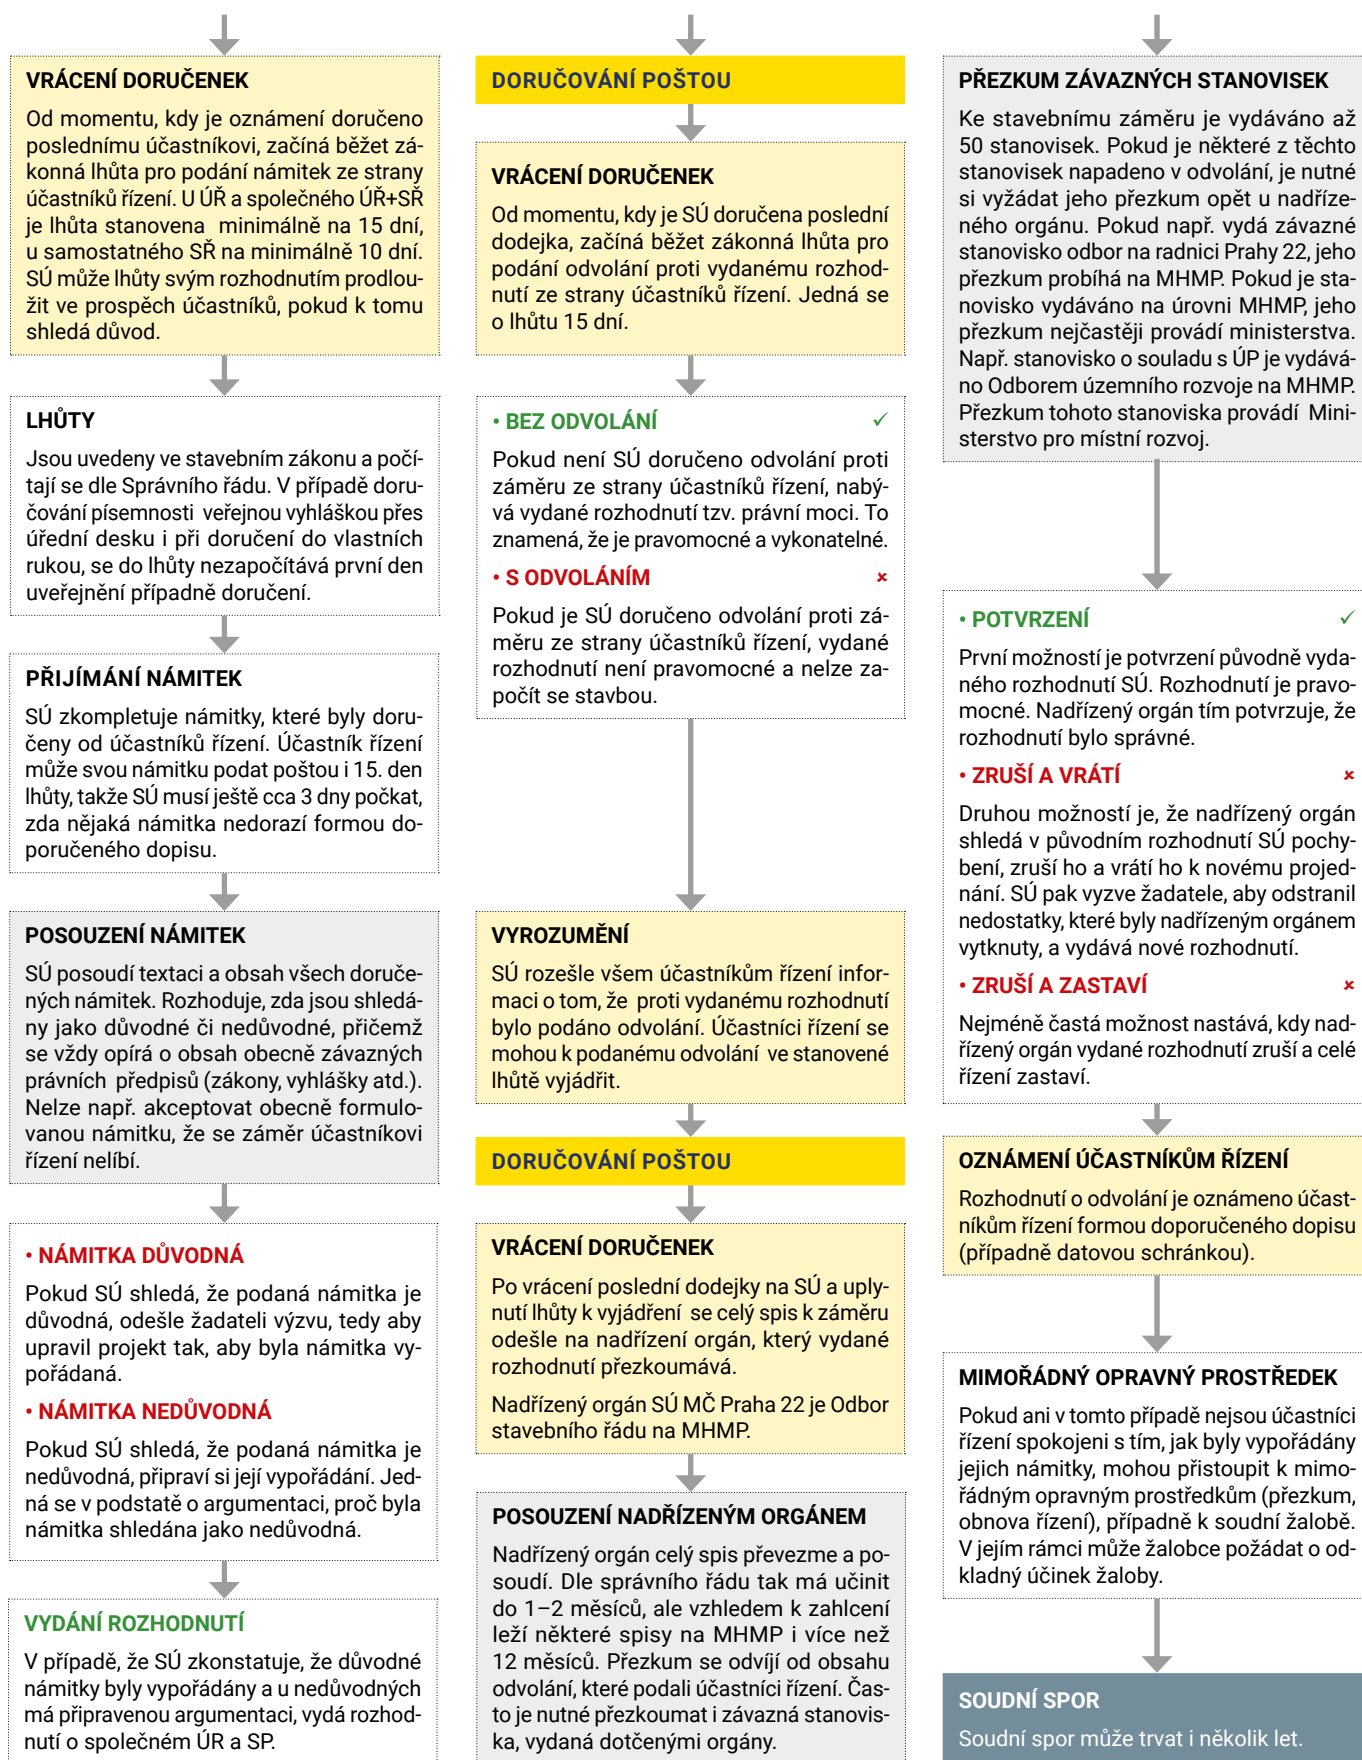 VRÁCENÍ DORUČENEK
Od momentu, kdy je oznámení doručeno
poslednímu účastníkovi, začíná běžet zá-
konná lhůta pro podání námitek ze strany
účastníků řízení. U ÚŘ a společného ÚŘ+SŘ
je lhůta stanovena minimálně na 15 dní,
u samostatného SŘ na minimálně 10 dní.
SÚ může lhůty svým rozhodnutím prodlou-
žit ve prospěch účastníků, pokud k tomu
shledá důvod.
LHŮTY
Jsou uvedeny ve stavebním zákonu a počí-
tají se dle Správního řádu. V případě doru-
čování písemnosti veřejnou vyhláškou přes
úřední desku i při doručení do vlastních
rukou, se do lhůty nezapočítává první den
uveřejnění případně doručení.
PŘIJÍMÁNÍ NÁMITEK
SÚ zkompletuje námitky, které byly doru-
čeny od účastníků řízení. Účastník řízení
může svou námitku podat poštou i 15. den
lhůty, takže SÚ musí ještě cca 3 dny počkat,
zda nějaká námitka nedorazí formou do-
poručeného dopisu.
POSOUZENÍ NÁMITEK
SÚ posoudí textaci a obsah všech doruče-
ných námitek. Rozhoduje, zda jsou shledá-
ny jako důvodné či nedůvodné, přičemž
se vždy opírá o obsah obecně závazných
právních předpisů (zákony, vyhlášky atd.).
Nelze např. akceptovat obecně formulo-
vanou námitku, že se záměr účastníkovi
řízení nelíbí.
• NÁMITKA DŮVODNÁ
Pokud SÚ shledá, že podaná námitka je
důvodná, odešle žadateli výzvu, tedy aby
upravil projekt tak, aby byla námitka vy-
pořádaná.
• NÁMITKA NEDŮVODNÁ
Pokud SÚ shledá, že podaná námitka je
nedůvodná, připraví si její vypořádání. Jed-
ná se v podstatě o argumentaci, proč byla
námitka shledána jako nedůvodná.
VYDÁNÍ ROZHODNUTÍ
V případě, že SÚ zkonstatuje, že důvodné
námitky byly vypořádány a u nedůvodných
má připravenou argumentaci, vydá rozhod-
nutí o společném ÚR a SP.
DORUČOVÁNÍ POŠTOU
VRÁCENÍ DORUČENEK
Od momentu, kdy je SÚ doručena poslední
dodejka, začíná běžet zákonná lhůta pro
podání odvolání proti vydanému rozhod-
nutí ze strany účastníků řízení. Jedná se
o lhůtu 15 dní.
• BEZ ODVOLÁNÍ ✓
Pokud není SÚ doručeno odvolání proti
záměru ze strany účastníků řízení, nabý-
vá vydané rozhodnutí tzv. právní moci. To
znamená, že je pravomocné a vykonatelné.
• S ODVOLÁNÍM ×
Pokud je SÚ doručeno odvolání proti zá-
měru ze strany účastníků řízení, vydané
rozhodnutí není pravomocné a nelze za-
počít se stavbou.
VYROZUMĚNÍ
SÚ rozešle všem účastníkům řízení infor-
maci o tom, že proti vydanému rozhodnutí
bylo podáno odvolání. Účastníci řízení se
mohou k podanému odvolání ve stanovené
lhůtě vyjádřit.
DORUČOVÁNÍ POŠTOU
VRÁCENÍ DORUČENEK
Po vrácení poslední dodejky na SÚ a uply-
nutí lhůty k vyjádření se celý spis k záměru
odešle na nadřízení orgán, který vydané
rozhodnutí přezkoumává.
Nadřízený orgán SÚ MČ Praha 22 je Odbor
stavebního řádu na MHMP.
POSOUZENÍ NADŘÍZENÝM ORGÁNEM
Nadřízený orgán celý spis převezme a po-
soudí. Dle správního řádu tak má učinit
do 1–2 měsíců, ale vzhledem k zahlcení
leží některé spisy na MHMP i více než
12 měsíců. Přezkum se odvíjí od obsahu
odvolání, které podali účastníci řízení. Čas-
to je nutné přezkoumat i závazná stanovis-
ka, vydaná dotčenými orgány.
PŘEZKUM ZÁVAZNÝCH STANOVISEK
Ke stavebnímu záměru je vydáváno až
50 stanovisek. Pokud je některé z těchto
stanovisek napadeno v odvolání, je nutné
si vyžádat jeho přezkum opět u nadříze-
ného orgánu. Pokud např. vydá závazné
stanovisko odbor na radnici Prahy 22, jeho
přezkum probíhá na MHMP. Pokud je sta-
novisko vydáváno na úrovni MHMP, jeho
přezkum nejčastěji provádí ministerstva.
Např. stanovisko o souladu s ÚP je vydává-
no Odborem územního rozvoje na MHMP.
Přezkum tohoto stanoviska provádí Mini-
sterstvo pro místní rozvoj.
• POTVRZENÍ ✓
První možností je potvrzení původně vyda-
ného rozhodnutí SÚ. Rozhodnutí je pravo-
mocné. Nadřízený orgán tím potvrzuje, že
rozhodnutí bylo správné.
• ZRUŠÍ A VRÁTÍ ×
Druhou možností je, že nadřízený orgán
shledá v původním rozhodnutí SÚ pochy-
bení, zruší ho a vrátí ho k novému projed-
nání. SÚ pak vyzve žadatele, aby odstranil
nedostatky, které byly nadřízeným orgánem
vytknuty, a vydává nové rozhodnutí.
• ZRUŠÍ A ZASTAVÍ ×
Nejméně častá možnost nastává, kdy nad-
řízený orgán vydané rozhodnutí zruší a celé
řízení zastaví.
OZNÁMENÍ ÚČASTNÍKŮM ŘÍZENÍ
Rozhodnutí o odvolání je oznámeno účast-
níkům řízení formou doporučeného dopisu
(případně datovou schránkou).
MIMOŘÁDNÝ OPRAVNÝ PROSTŘEDEK
Pokud ani v tomto případě nejsou účastníci
řízení spokojeni s tím, jak byly vypořádány
jejich námitky, mohou přistoupit k mimo-
řádným opravným prostředkům (přezkum,
obnova řízení), případně k soudní žalobě.
V jejím rámci může žalobce požádat o od-
kladný účinek žaloby.
SOUDNÍ SPOR
Soudní spor může trvat i několik let.